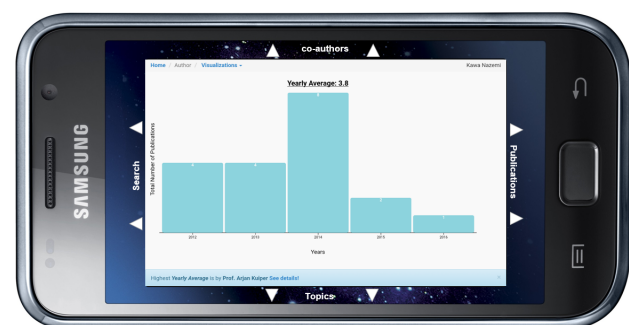 co-authors
Home / Author / Visualizations
Kawa Nazemi
Yearly Average: 3.8
Total Number of Publications
2012 2013 2014 2015 2016
Years
Highest Yearly Average is by Prof. Arjan Kuiper See details!
Topics
Search
Publications
SAMSUNG